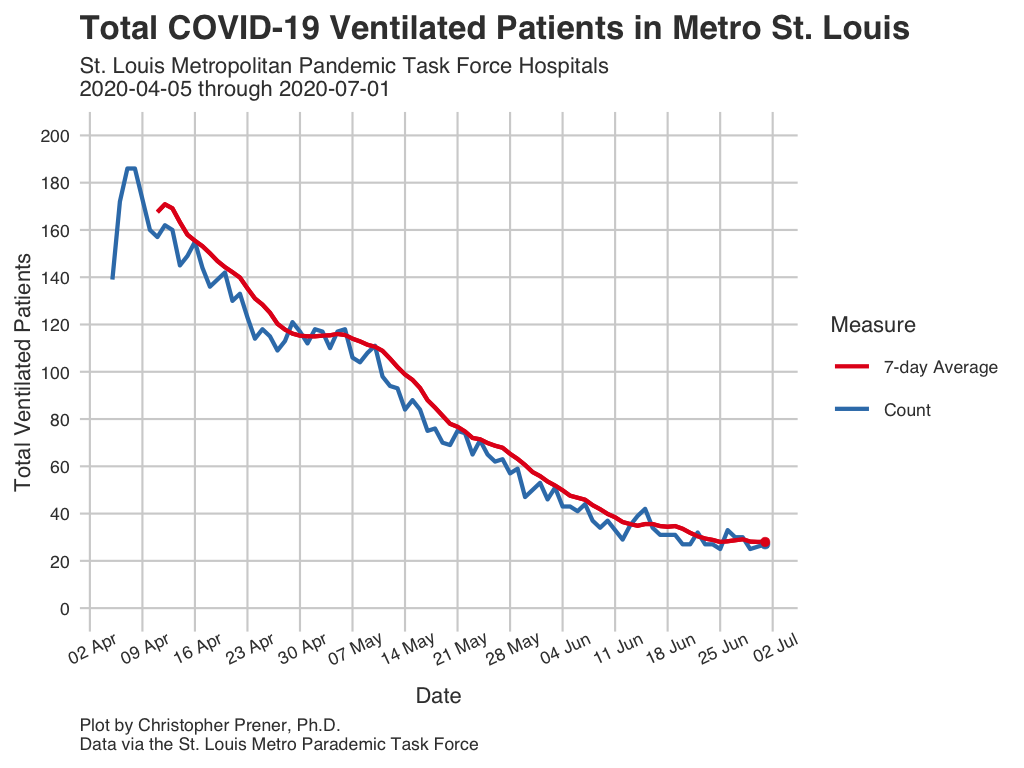 Total COVID-19 Ventilated Patients in Metro St. Louis
St. Louis Metropolitan Pandemic Task Force Hospitals
2020-04-05 through 2020-07-01
Total Ventilated Patients
200
180
160
140
120
100
80
60
40
20
0
02 Apr
09 Apr
16 Apr
23 Apr
30 Apr
07 May
14 May
21 May
28 May
04 Jun
11 Jun
18 Jun
25 Jun
02 Jul
Date
Measure
7-day Average
Count
Plot by Christopher Prener, Ph.D.
Data via the St. Louis Metro Parademic Task Force